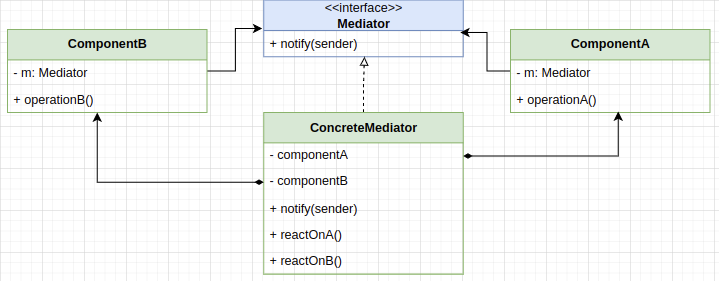 <<interface>>
Mediator
+ notify(sender)
ComponentB
- m: Mediator
+ operationB()
ComponentA
- m: Mediator
+ operationA()
ConcreteMediator
- componentA
- componentB
+ notify(sender)
+ reactOnA()
+ reactOnB()